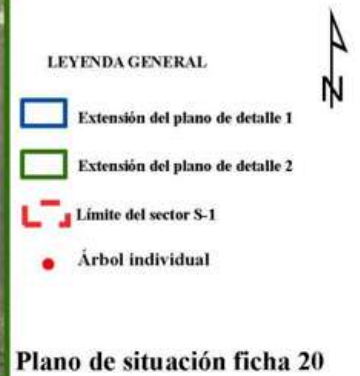 N
LEYENDA GENERAL
Extensión del plano de detalle 1
Extensión del plano de detalle 2
Límite del sector S-1
Árbol individual
Plano de situación ficha 20